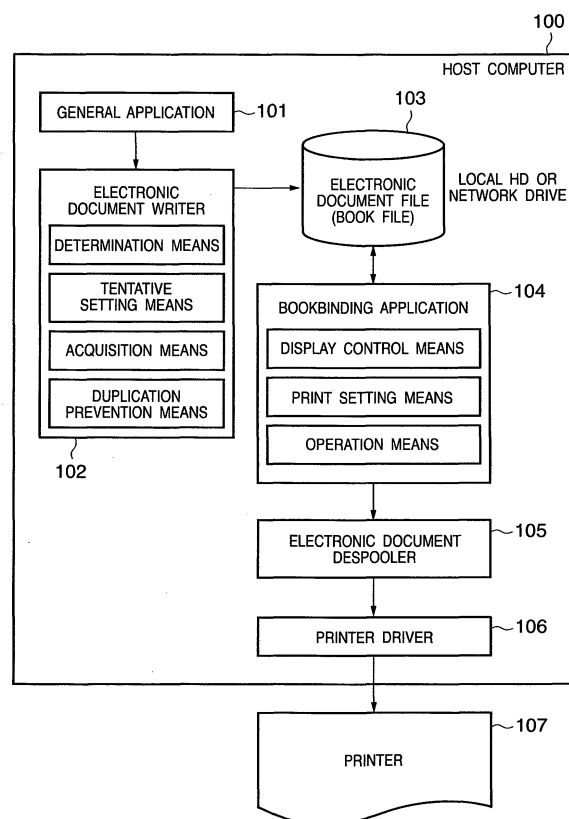 100
HOST COMPUTER
GENERAL APPLICATION
101
103
ELECTRONIC
DOCUMENT WRITER
DETERMINATION MEANS
TENTATIVE
SETTING MEANS
ACQUISITION MEANS
DUPLICATION
PREVENTION MEANS
102
ELECTRONIC
DOCUMENT FILE
(BOOK FILE)
LOCAL HD OR
NETWORK DRIVE
104
BOOKBINDING APPLICATION
DISPLAY CONTROL MEANS
PRINT SETTING MEANS
OPERATION MEANS
ELECTRONIC DOCUMENT
DESPOOLER
105
PRINTER DRIVER
106
PRINTER
107